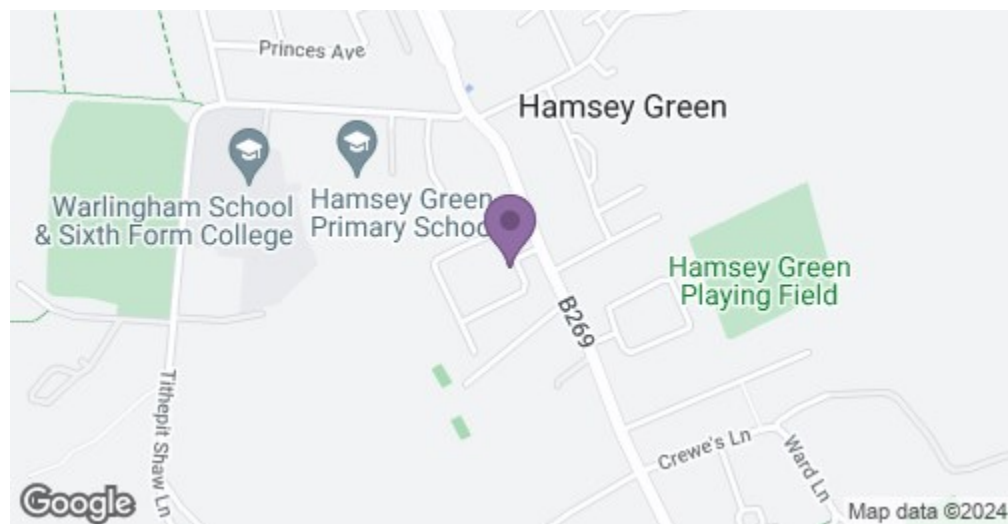 Princes Ave
Hamsey Green
Warlingham School
& Sixth Form College
Hamsey Green
Primary Schoo
Hamsey Green
Playing Field
B269
Tithepit Shaw Ln
Crewe's Ln
Ward Ln
Google
Map data ©2024